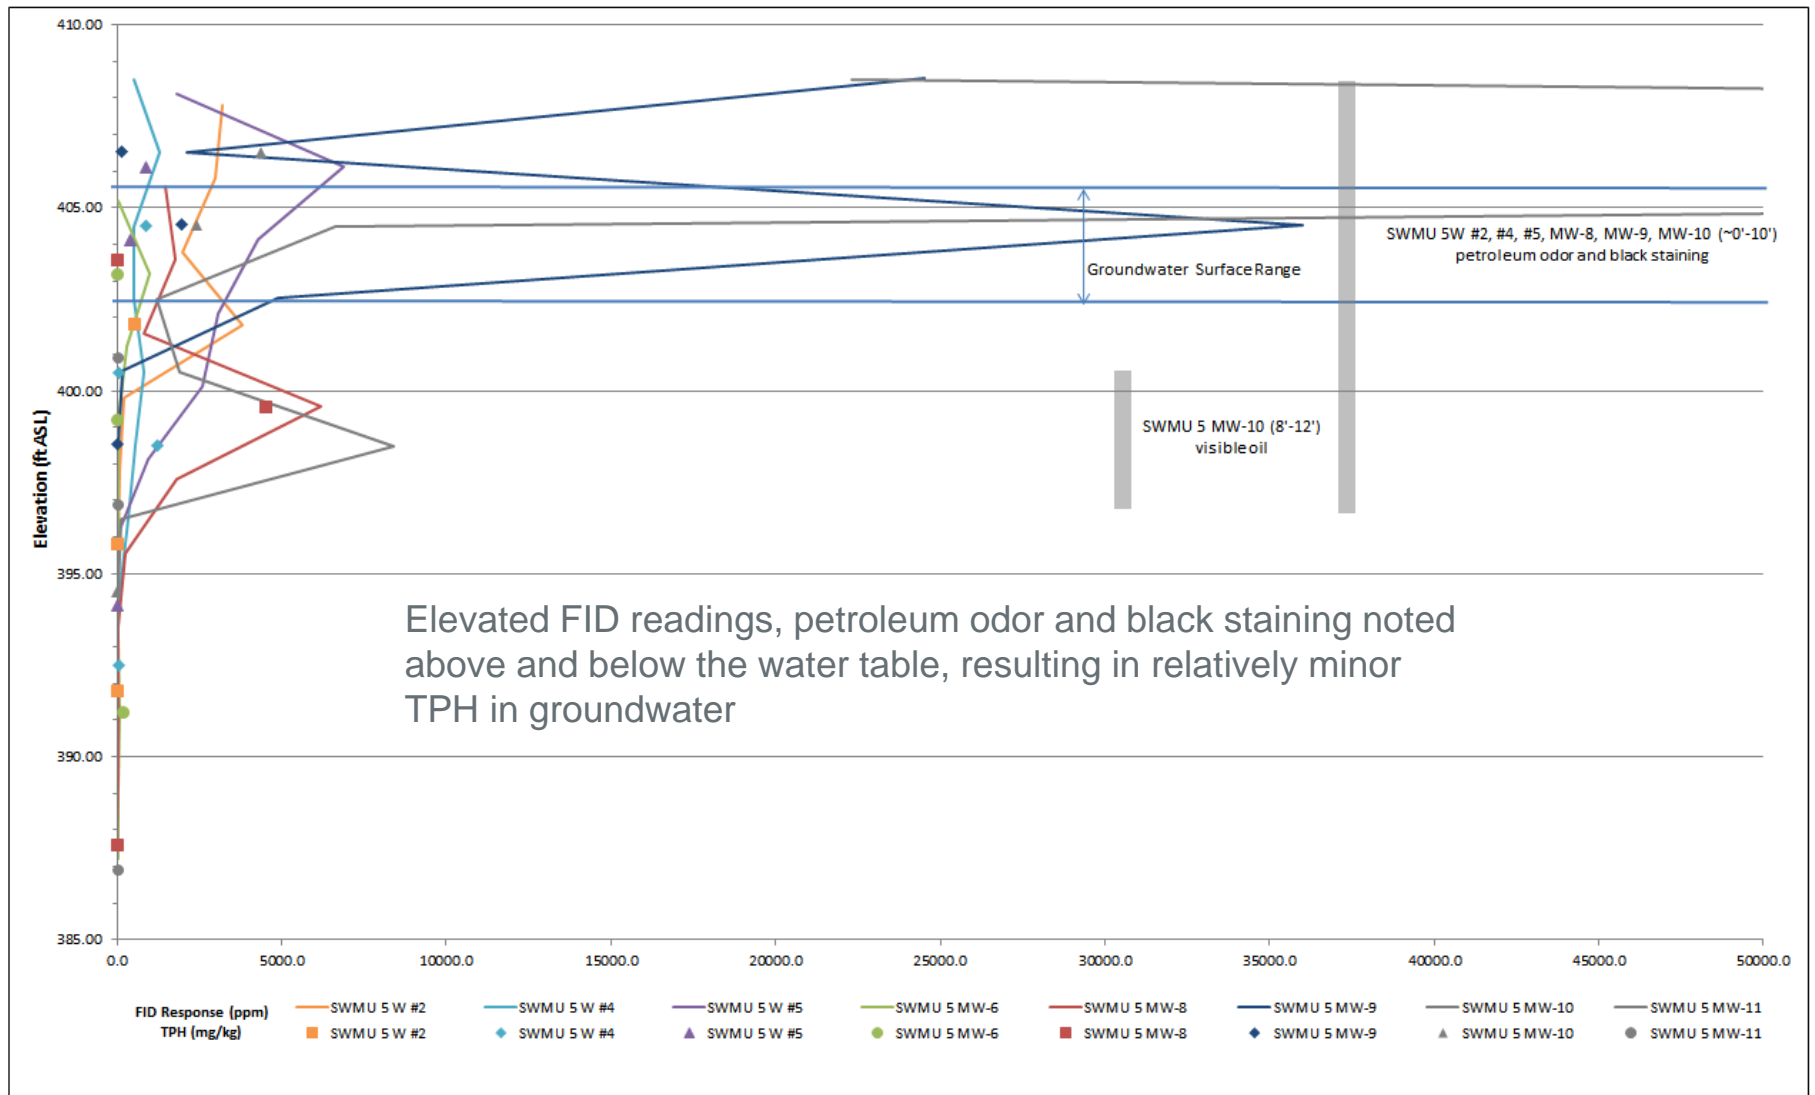 410.00
405.00
400.00
395.00
390.00
385.00
Elevation (ft ASL)
SWMU 5W #2, #4, #5, MW-8, MW-9, MW-10 (~0'-10')
petroleum odor and black staining
Groundwater Surface Range
SWMU 5 MW-10 (8'-12')
visible oil
Elevated FID readings, petroleum odor and black staining noted
above and below the water table, resulting in relatively minor
TPH in groundwater
0.0 5000.0 10000.0 15000.0 20000.0 25000.0 30000.0 35000.0 40000.0 45000.0 50000.0
FID Response (ppm) SWMU 5 W #2 SWMU 5 W #4 SWMU 5 W #5 SWMU 5 MW-6 SWMU 5 MW-8 SWMU 5 MW-9 SWMU 5 MW-10 SWMU 5 MW-11
TPH (mg/kg) SWMU 5 W #2 SWMU 5 W #4 SWMU 5 W #5 SWMU 5 MW-6 SWMU 5 MW-8 SWMU 5 MW-9 SWMU 5 MW-10 SWMU 5 MW-11